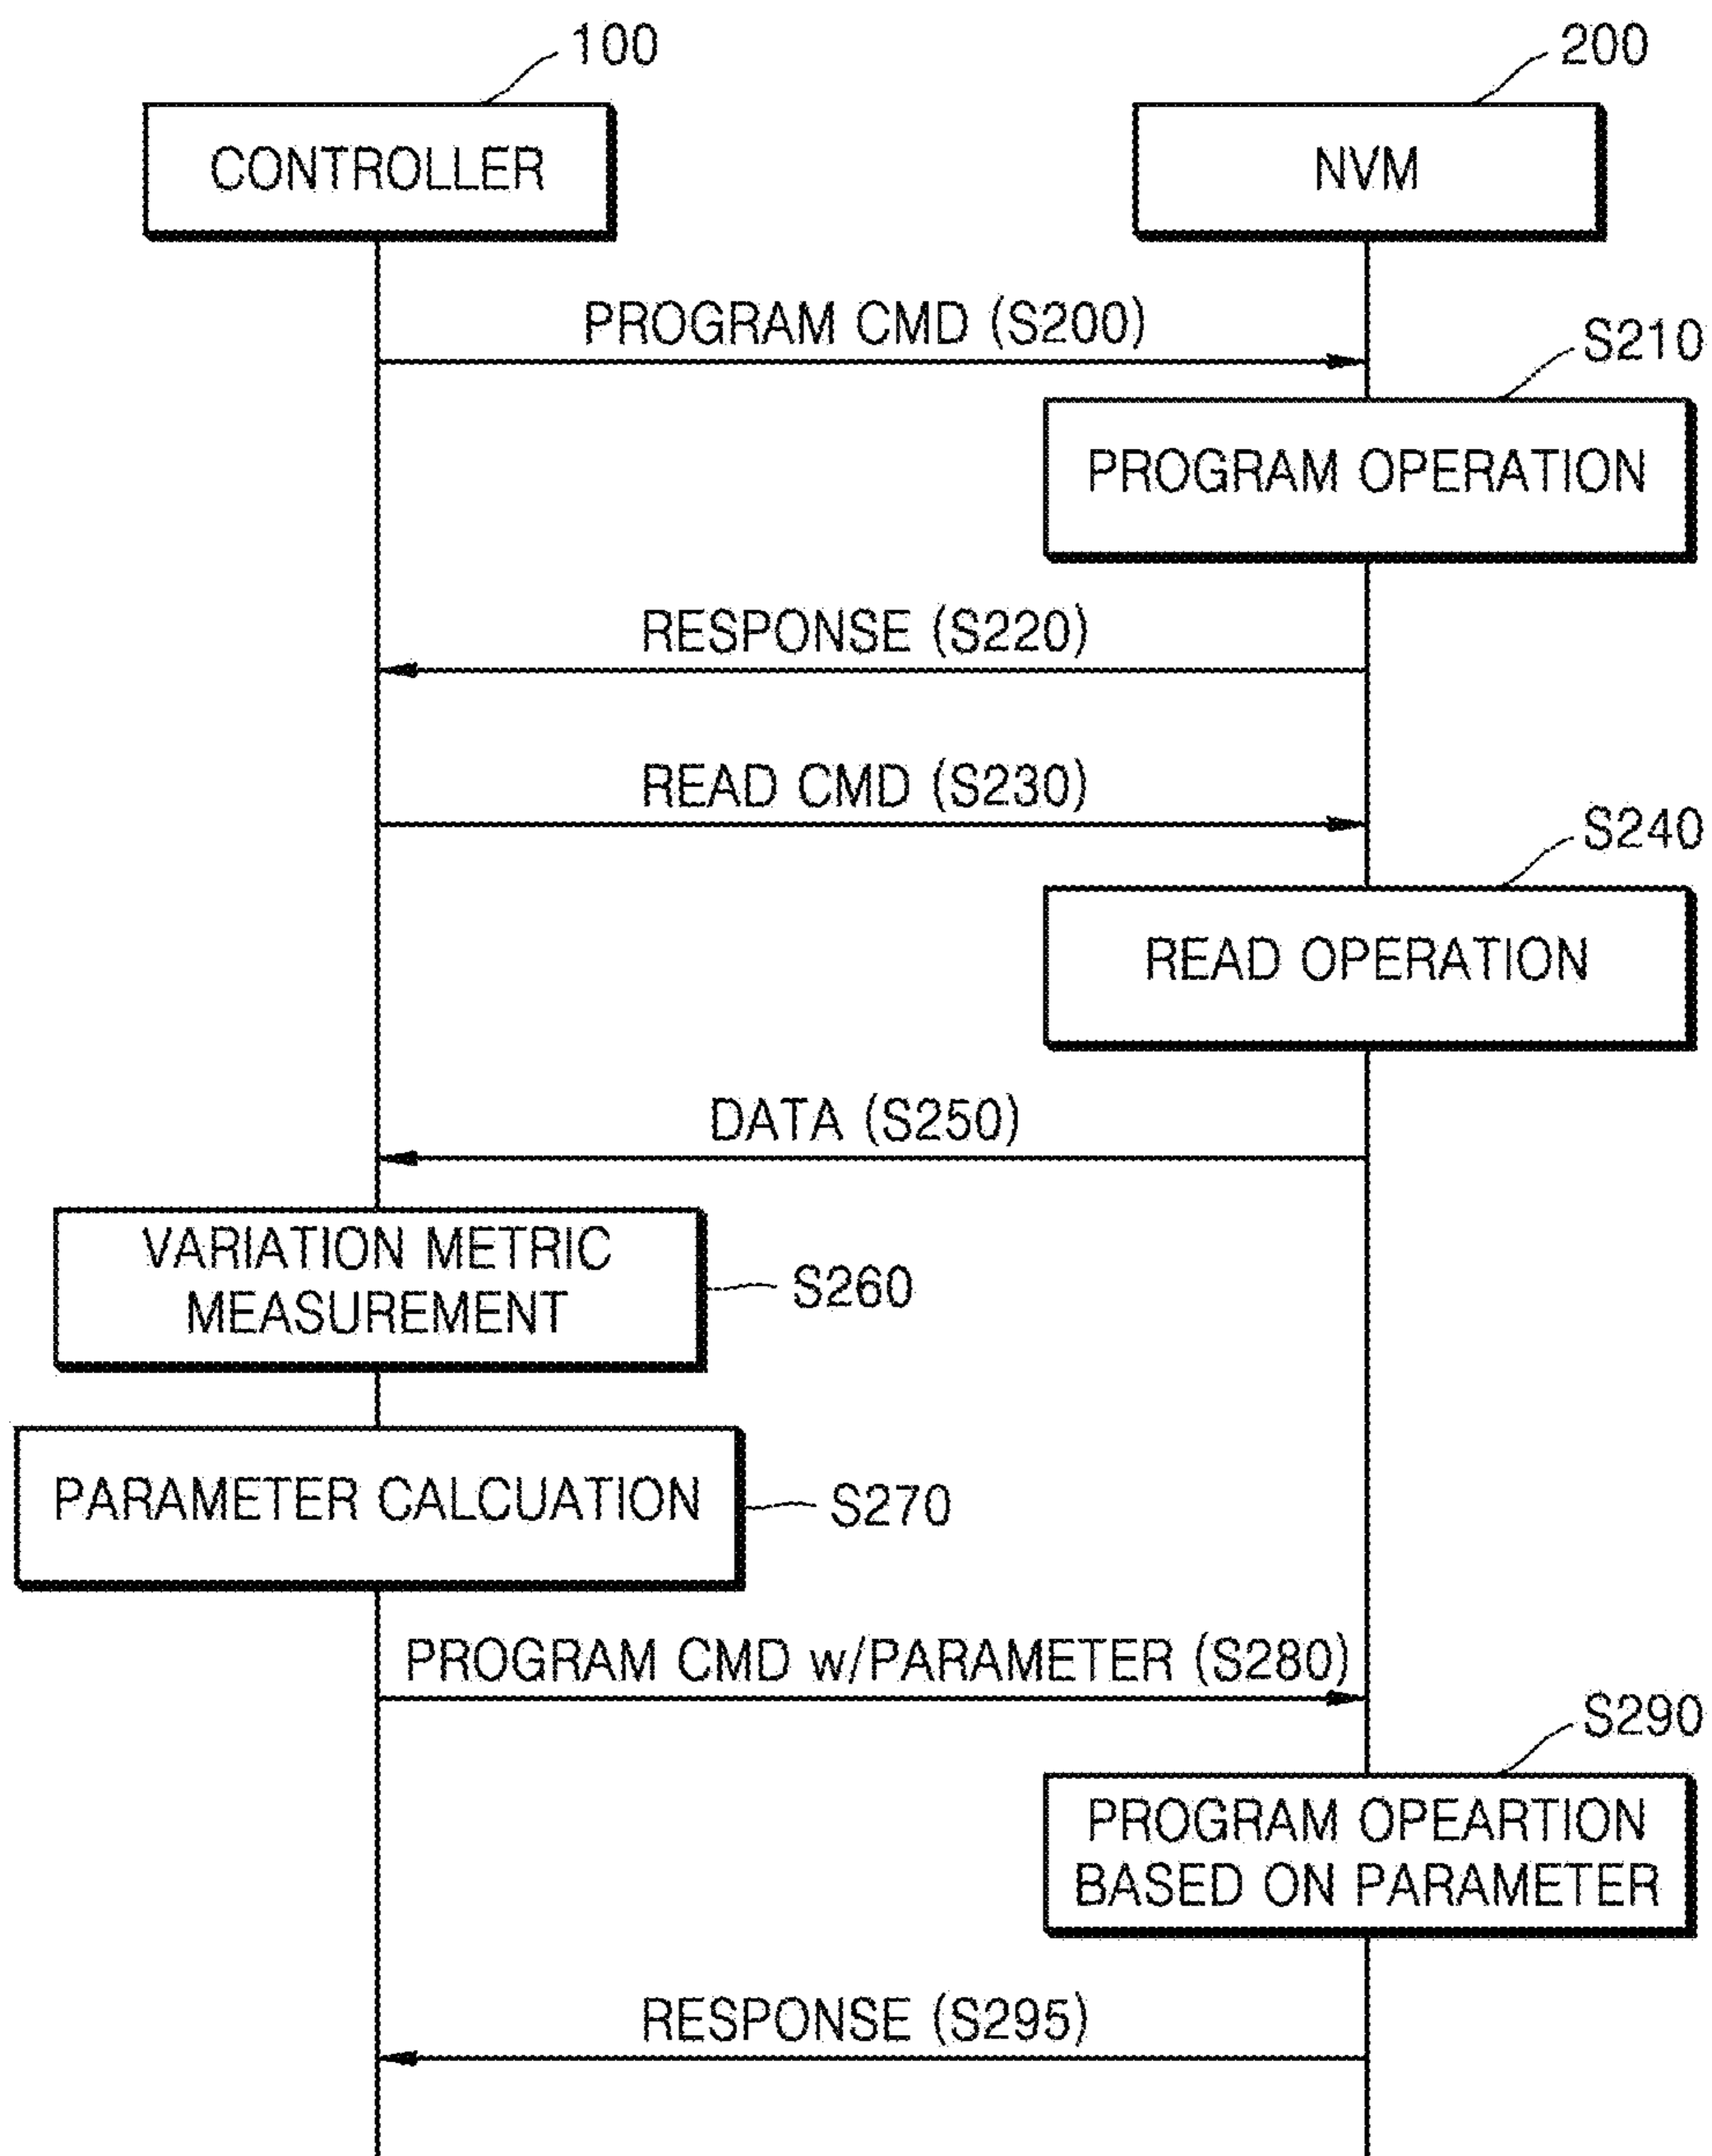 100
200
CONTROLLER
NVM
PROGRAM CMD (S200)
S210
PROGRAM OPERATION
RESPONSE (S220)
READ CMD (S230)
S240
READ OPERATION
DATA (S250)
VARIATION METRIC
MEASUREMENT
S260
PARAMETER CALCUATION
S270
PROGRAM CMD w/PARAMETER (S280)
S290
PROGRAM OPEARTION
BASED ON PARAMETER
RESPONSE (S295)